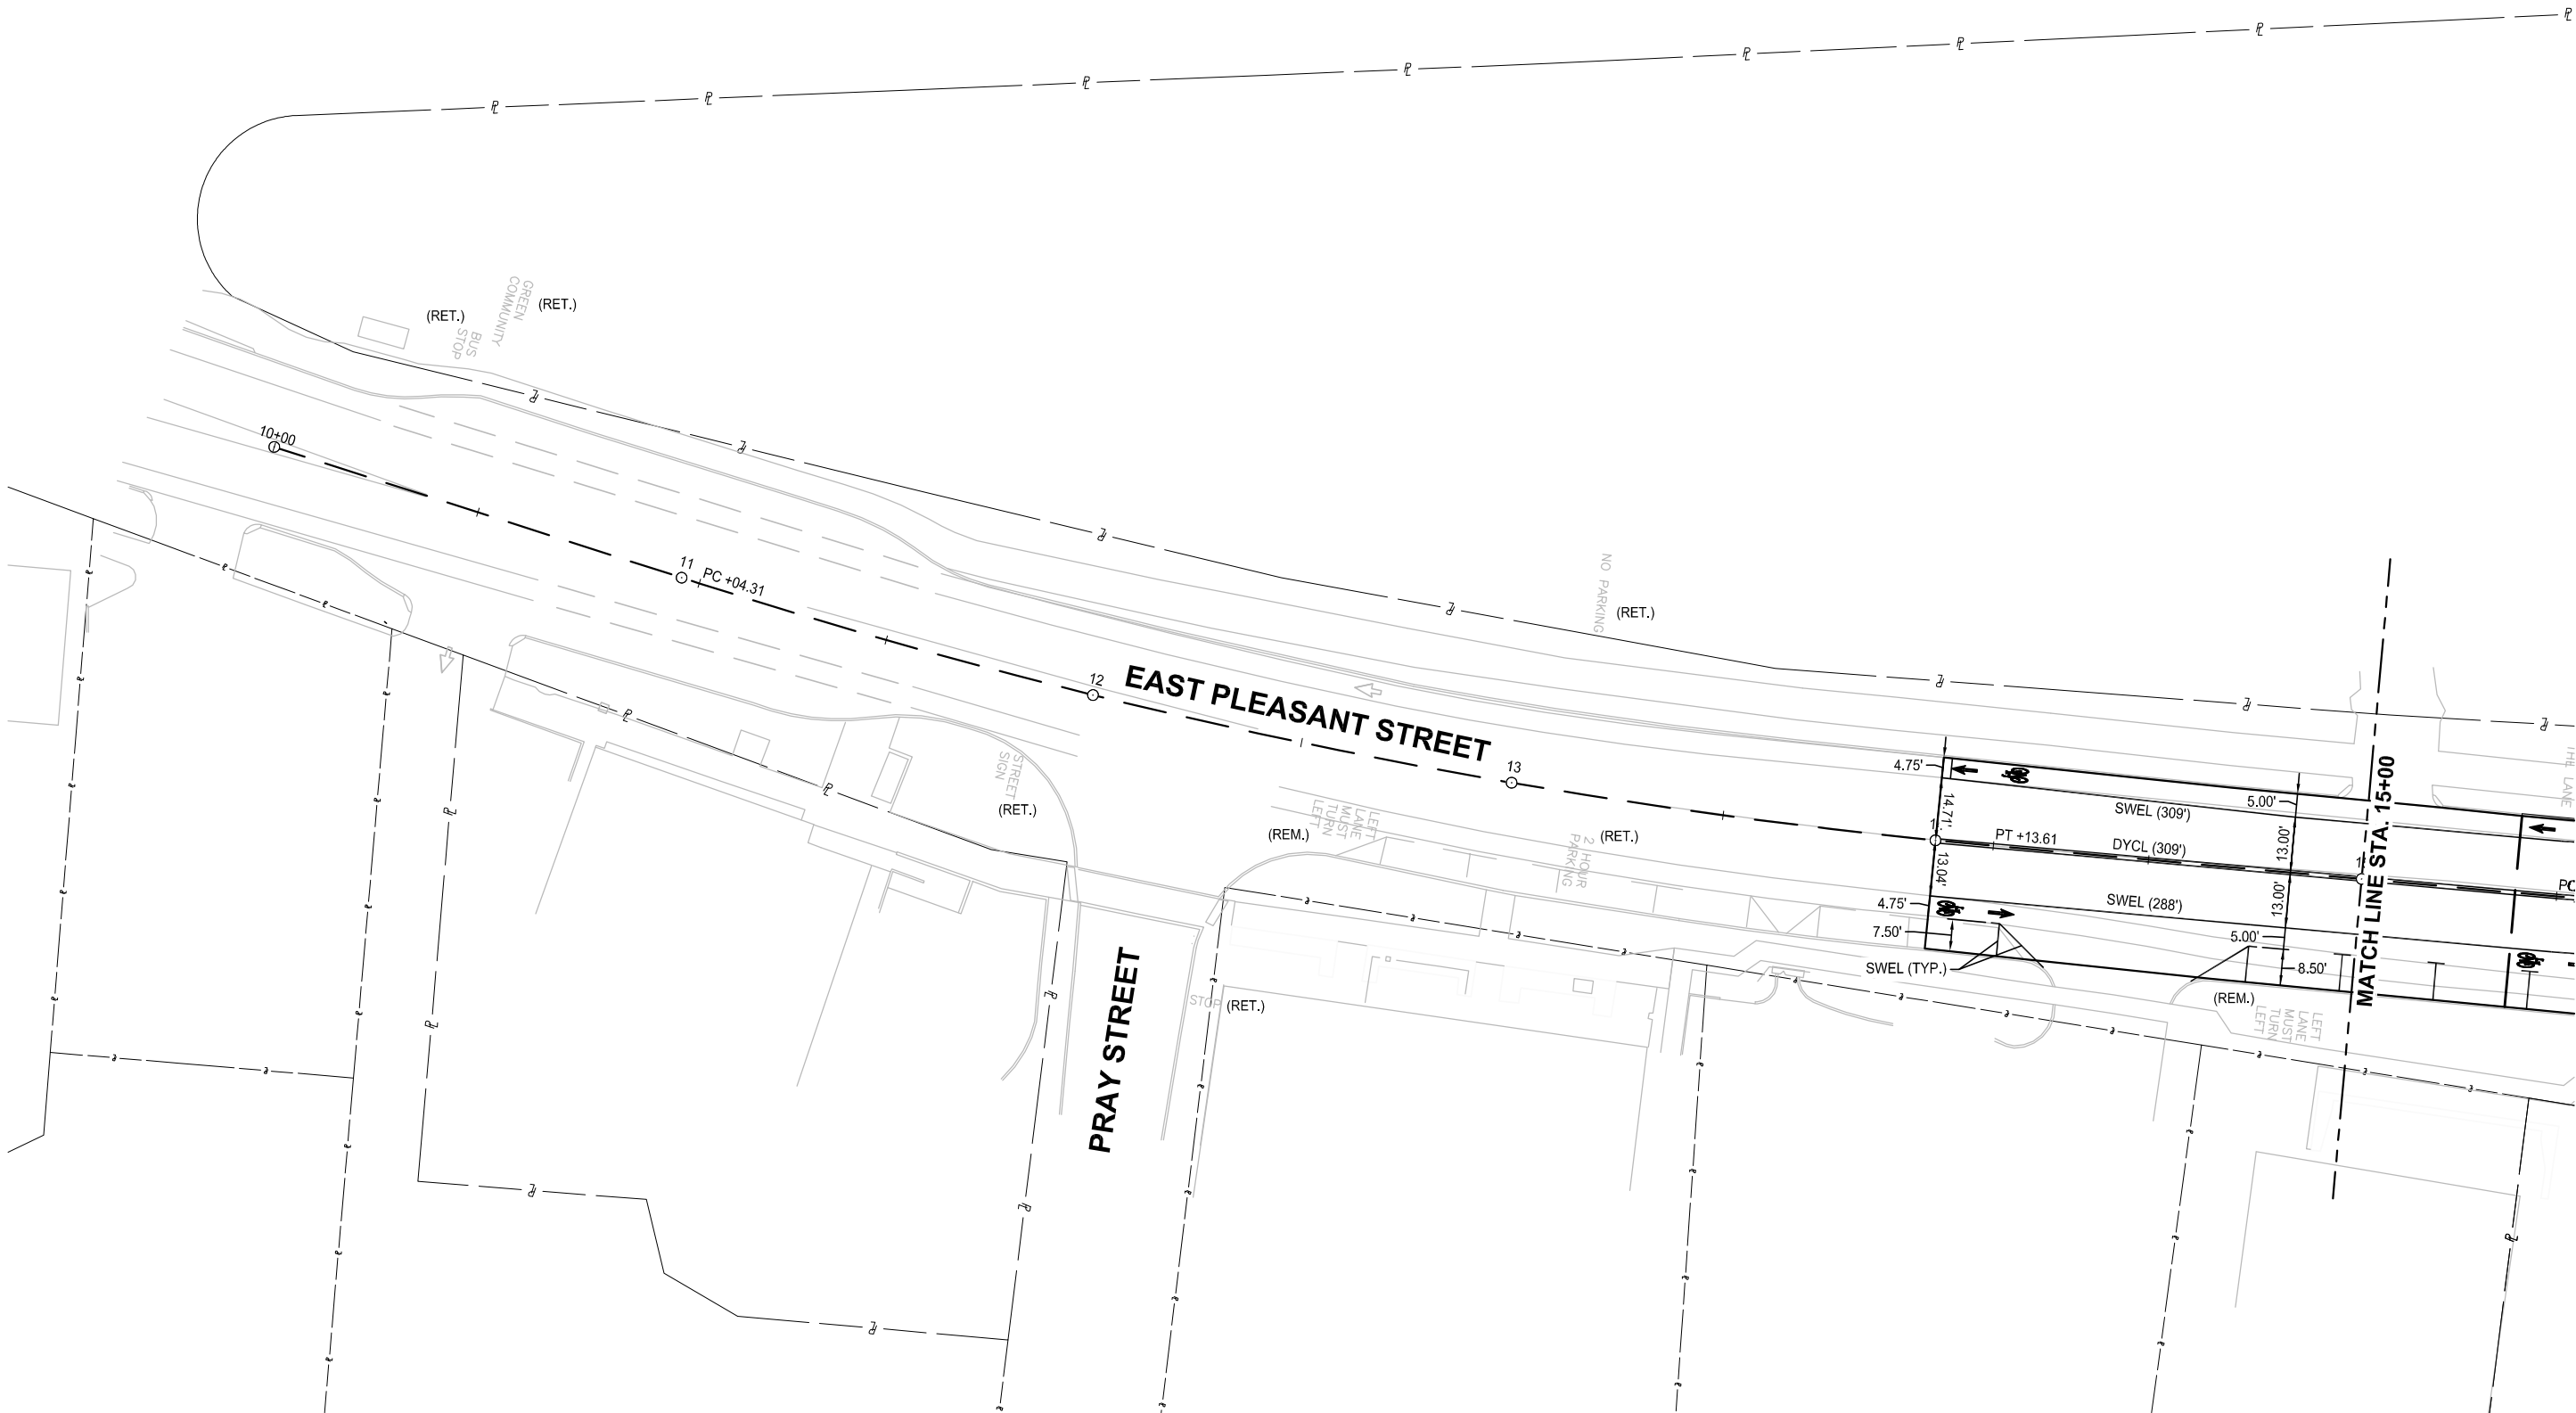 GREEN
COMMUNITY
(RET.)
(RET.)
BUS
STOP
10+00
11
PC +04.31
12
EAST PLEASANT STREET
NO PARKING
(RET.)
13
STREET
SIGN
(RET.)
LEFT
LANE
MUST
TURN
LEFT
(REM.)
2 HOUR
PARKING
(RET.)
4.75'
14.71'
13.04'
4.75'
7.50'
PT +13.61
SWEL (309')
DYCL (309')
SWEL (288')
SWEL (TYP.)
5.00'
13.00'
13.00'
5.00'
8.50'
MATCH LINE STA. 15+00
THE LANE
(REM.)
LEFT
LANE
MUST
TURN
LEFT
PRAY STREET
STOP
(RET.)